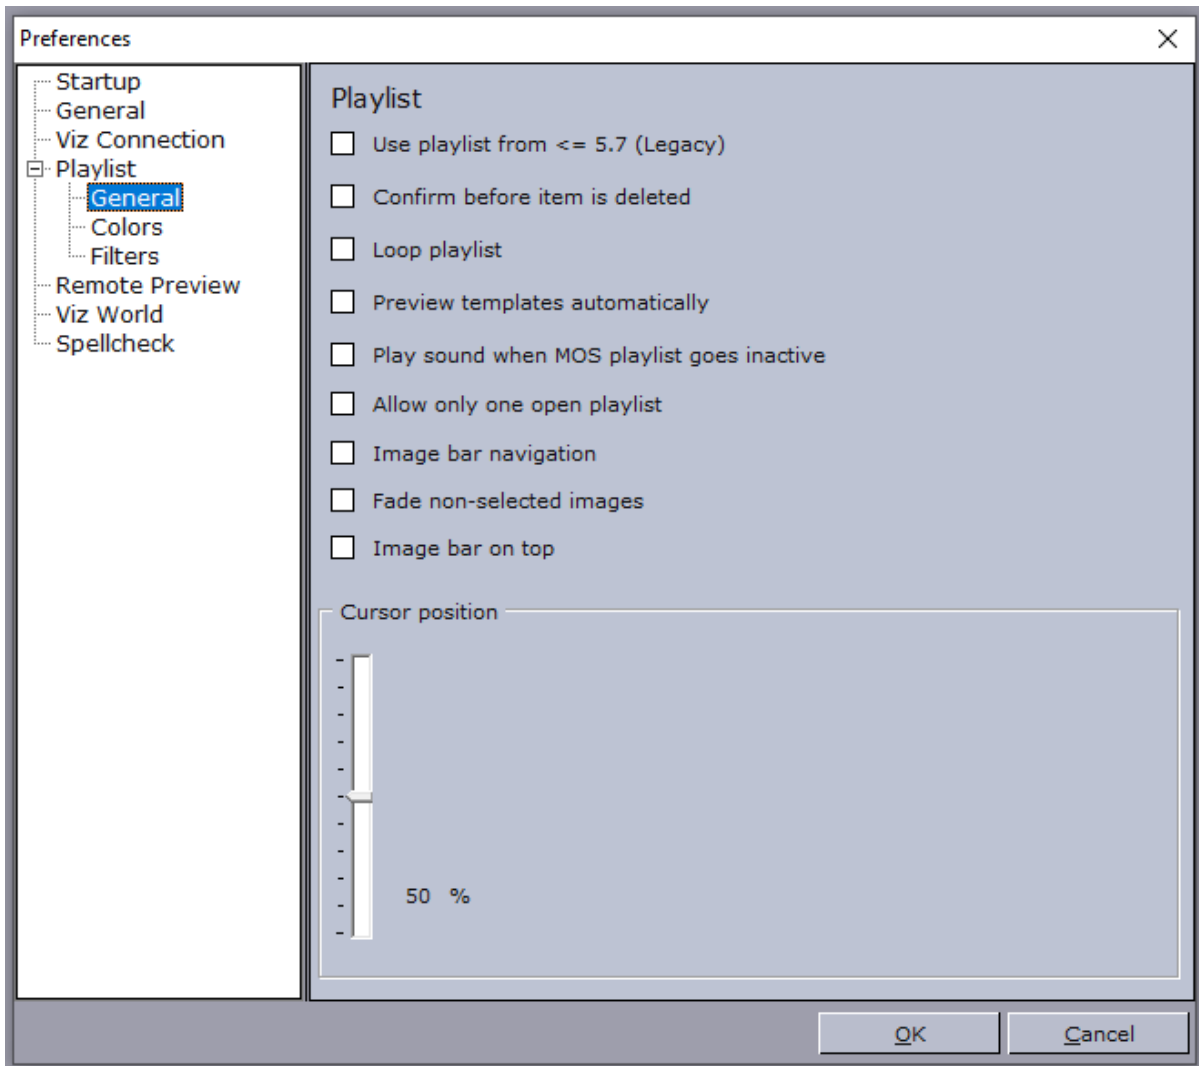 Preferences
Startup
General
Viz Connection
Playlist
General
Colors
Filters
Remote Preview
Viz World
Spellcheck
Playlist
Use playlist from <= 5.7 (Legacy)
Confirm before item is deleted
Loop playlist
Preview templates automatically
Play sound when MOS playlist goes inactive
Allow only one open playlist
Image bar navigation
Fade non-selected images
Image bar on top
Cursor position
50 %
OK
Cancel